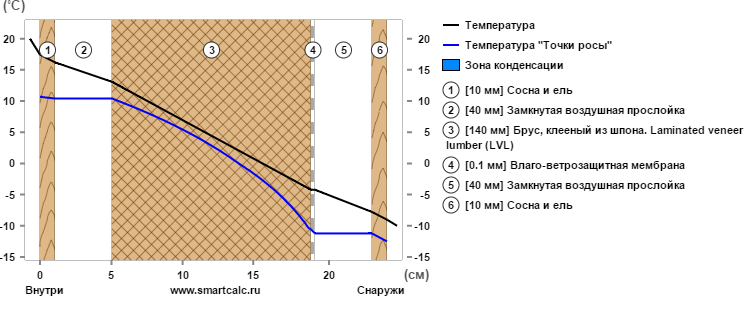 (°C)
1 2 3 4 5 6
20 20
15 15
10 10
5 5
0 0
-5 -5
-10 -10
-15 -15
0 5 10 15 20 (см)
Внутри www.smartcalc.ru Снаружи
Температура
Температура "Точки росы"
Зона конденсации
1 [10 мм] Сосна и ель
2 [40 мм] Замкнутая воздушная прослойка
3 [140 мм] Брус, клееный из шпона. Laminated veneer
lumber (LVL)
4 [0.1 мм] Влаго-ветрозащитная мембрана
5 [40 мм] Замкнутая воздушная прослойка
6 [10 мм] Сосна и ель